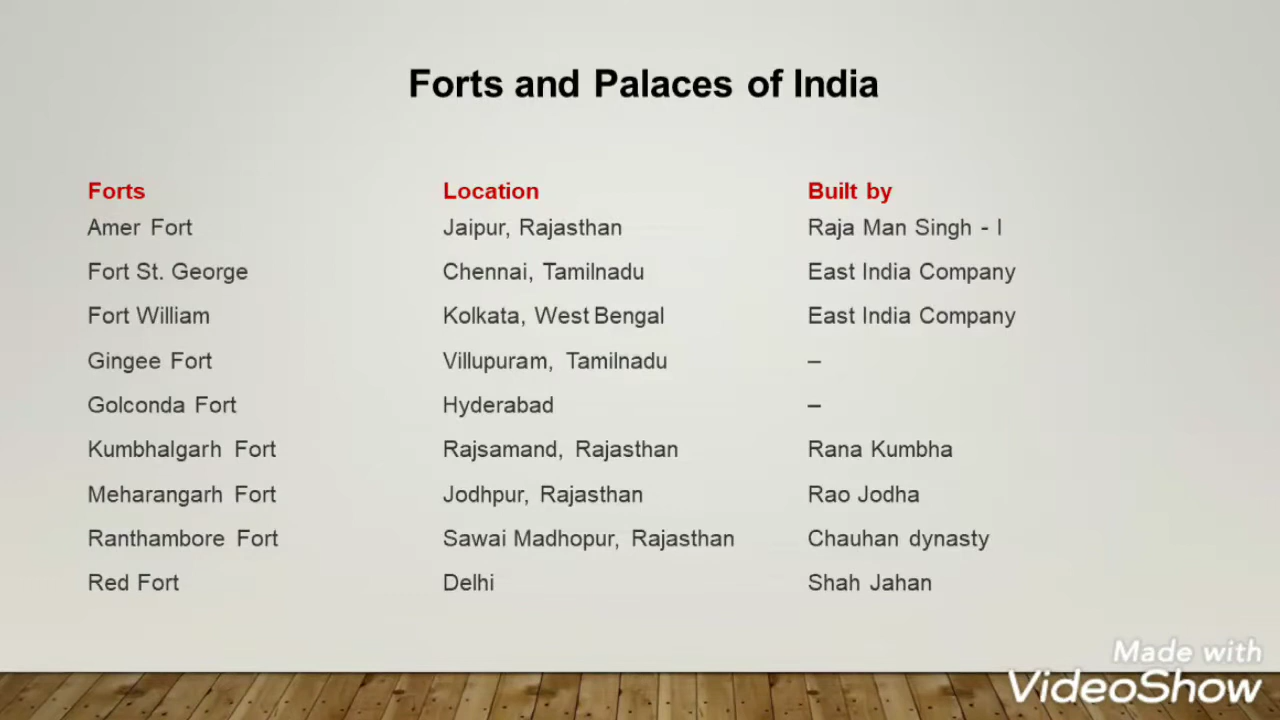 Forts and Palaces of India
Forts Location Built by
Amer Fort Jaipur, Rajasthan Raja Man Singh - I
Fort St. George Chennai, Tamilnadu East India Company
Fort William Kolkata, West Bengal East India Company
Gingee Fort Villupuram, Tamilnadu –
Golconda Fort Hyderabad –
Kumbhalgarh Fort Rajsamand, Rajasthan Rana Kumbha
Meharangarh Fort Jodhpur, Rajasthan Rao Jodha
Ranthambore Fort Sawai Madhopur, Rajasthan Chauhan dynasty
Red Fort Delhi Shah Jahan
Made with
VideoShow